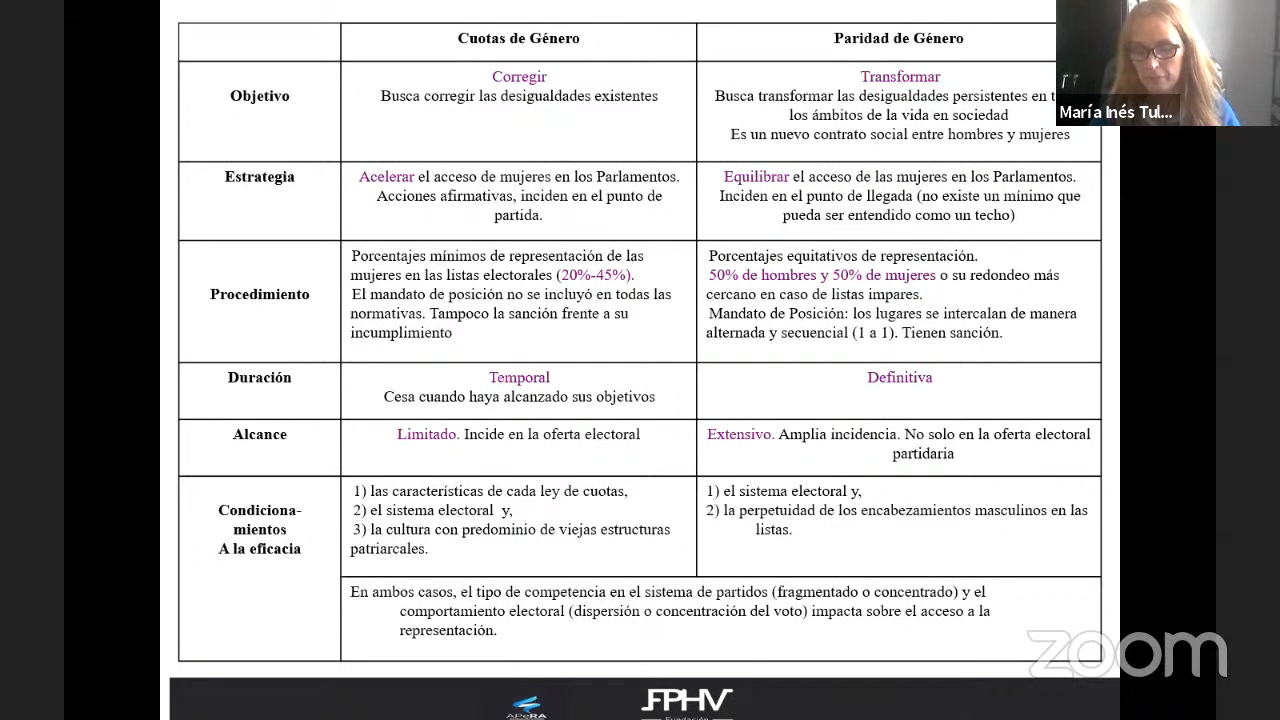 Cuotas de Género
Paridad de Género
María Inés Tul...
Objetivo
Corregir
Busca corregir las desigualdades existentes
Transformar
Busca transformar las desigualdades persistentes en
los ámbitos de la vida en sociedad
Es un nuevo contrato social entre hombres y mujeres
Estrategia
Acelerar el acceso de mujeres en los Parlamentos.
Acciones afirmativas, inciden en el punto de
partida.
Equilibrar el acceso de las mujeres en los Parlamentos.
Inciden en el punto de llegada (no existe un mínimo que
pueda ser entendido como un techo)
Procedimiento
Porcentajes mínimos de representación de las
mujeres en las listas electorales (20%-45%).
El mandato de posición no se incluyó en todas las
normativas. Tampoco la sanción frente a su
incumplimiento
Porcentajes equitativos de representación.
50% de hombres y 50% de mujeres o su redondeo más
cercano en caso de listas impares.
Mandato de Posición: los lugares se intercalan de manera
alternada y secuencial (1 a 1). Tienen sanción.
Duración
Temporal
Cesa cuando haya alcanzado sus objetivos
Definitiva
Alcance
Limitado. Incide en la oferta electoral
Extensivo. Amplia incidencia. No solo en la oferta electoral
partidaria
Condiciona-
mientos
A la eficacia
1) las características de cada ley de cuotas,
2) el sistema electoral y,
3) la cultura con predominio de viejas estructuras
patriarcales.
1) el sistema electoral y,
2) la perpetuidad de los encabezamientos masculinos en las
listas.
En ambos casos, el tipo de competencia en el sistema de partidos (fragmentado o concentrado) y el
comportamiento electoral (dispersión o concentración del voto) impacta sobre el acceso a la
representación.
zoom
APeRA
FPHV
Fundación